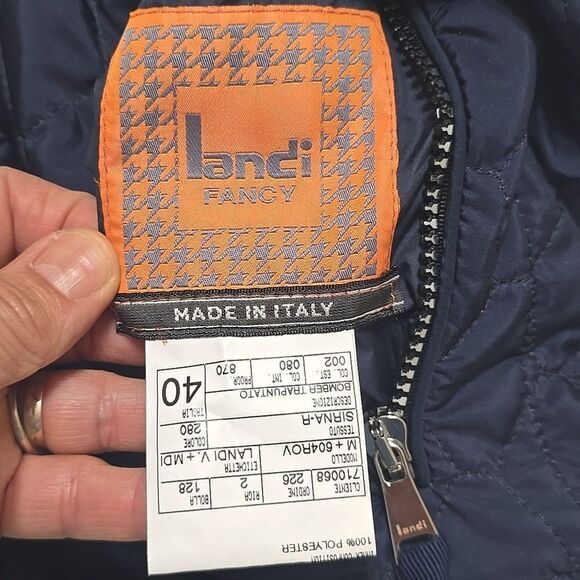 landi
FANCY
MADE IN ITALY
COMPOSITION
100% POLYESTER
CLIENTE ORDINE RIGA BOLLA
710068 226 2 128
MODELLO ETICHETTA
M + 604ROV LANDI V. + MDI
TESSUTO COLORE
SIRNA-R 280
DESCRIZIONE TAGLIA
BOMBER TRAPUNTATO 40
COL. EST. COL. INT. PROGR.
002 080 870
landi